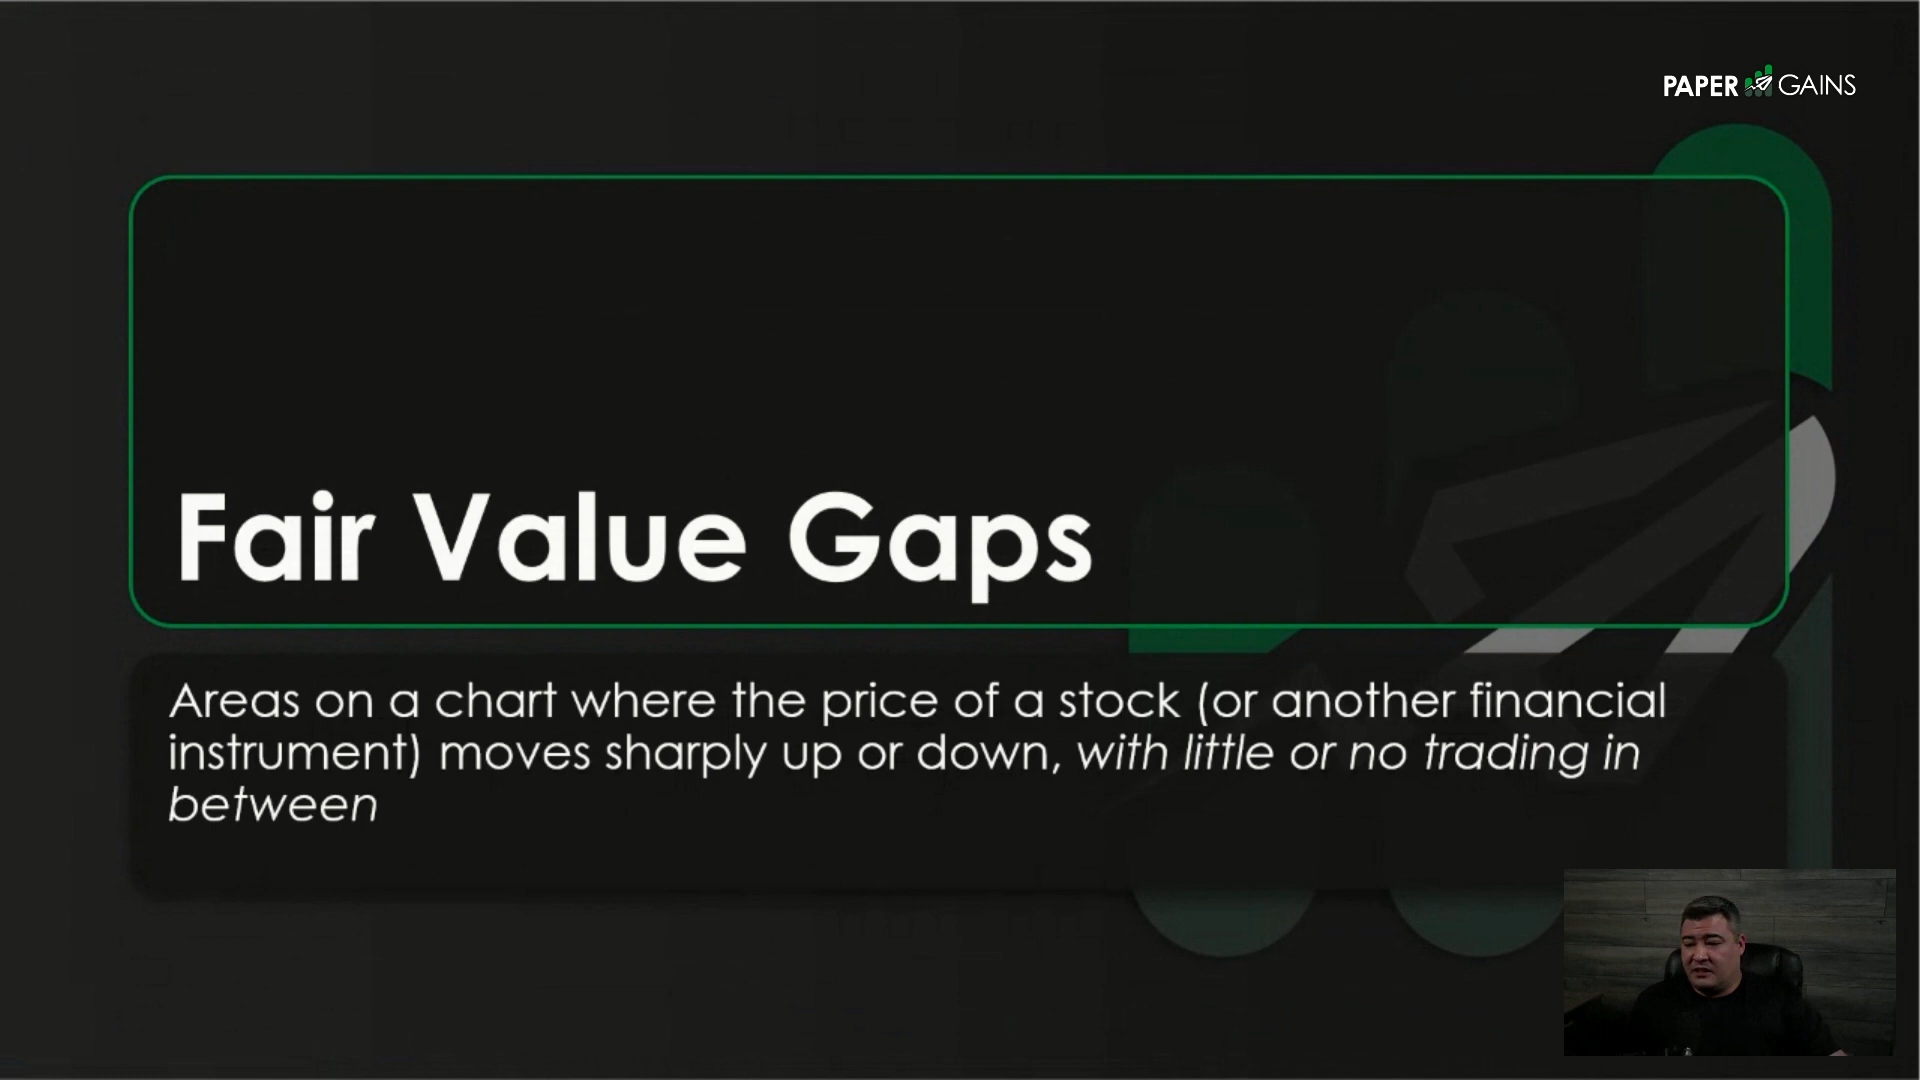 PAPER GAINS
Fair Value Gaps
Areas on a chart where the price of a stock (or another financial
instrument) moves sharply up or down, with little or no trading in
between